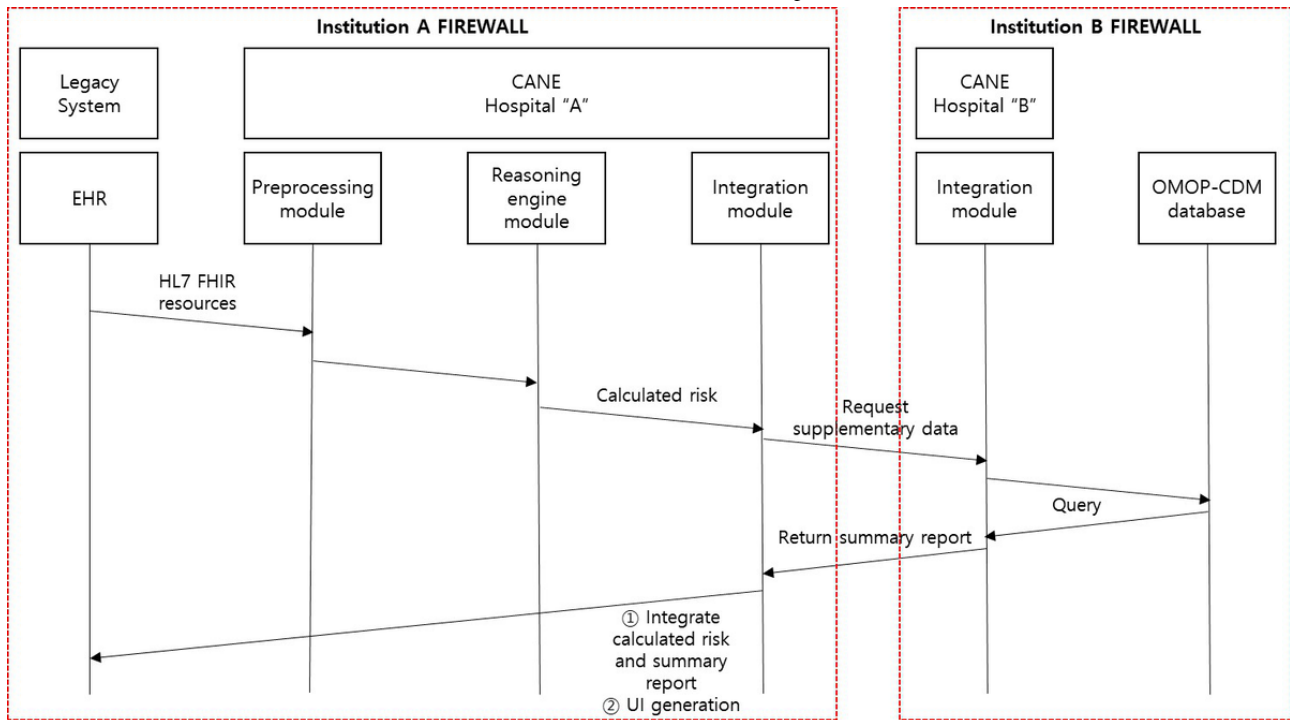 Institution A FIREWALL
Institution B FIREWALL
Legacy
System
CANE
Hospital “A”
CANE
Hospital “B”
EHR
Preprocessing
module
Reasoning
engine
module
Integration
module
Integration
module
OMOP-CDM
database
HL7 FHIR
resources
Calculated risk
Request
supplementary data
Query
Return summary report
① Integrate
calculated risk
and summary
report
② UI generation